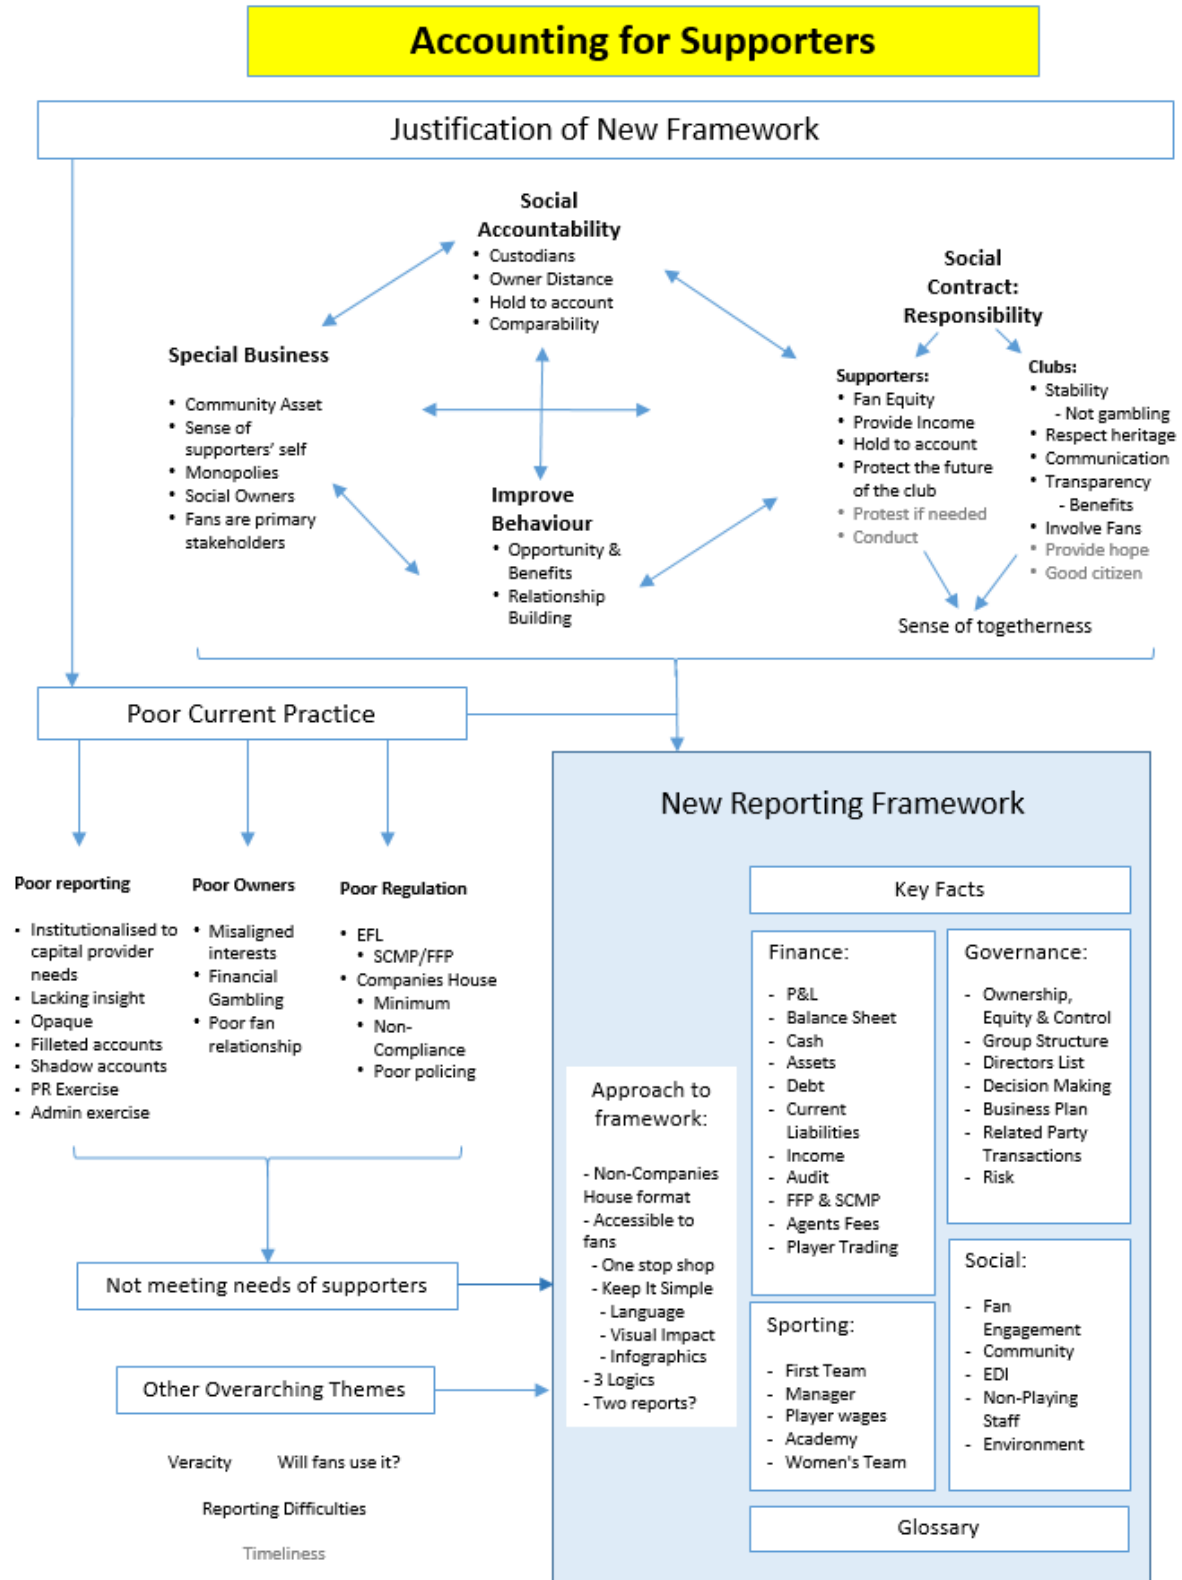 Accounting for Supporters
Justification of New Framework
Social
Accountability
• Custodians
• Owner Distance
• Hold to account
• Comparability
Special Business
• Community Asset
• Sense of
supporters' self
• Monopolies
• Social Owners
• Fans are primary
stakeholders
Improve
Behaviour
• Opportunity &
Benefits
• Relationship
Building
Social
Contract:
Responsibility
Supporters:
• Fan Equity
• Provide Income
• Hold to account
• Protect the future
of the club
• Protest if needed
• Conduct
Clubs:
• Stability
- Not gambling
• Respect heritage
• Communication
• Transparency
- Benefits
• Involve Fans
• Provide hope
• Good citizen
Sense of togetherness
Poor Current Practice
Poor reporting
• Institutionalised to
capital provider
needs
• Lacking insight
• Opaque
• Filleted accounts
• Shadow accounts
• PR Exercise
• Admin exercise
Poor Owners
• Misaligned
interests
• Financial
Gambling
• Poor fan
relationship
Poor Regulation
• EFL
• SCMP/FFP
• Companies House
• Minimum
• Non-
Compliance
• Poor policing
Not meeting needs of supporters
Other Overarching Themes
Veracity
Will fans use it?
Reporting Difficulties
Timeliness
New Reporting Framework
Approach to
framework:
- Non-Companies
House format
- Accessible to
fans
- One stop shop
- Keep It Simple
- Language
- Visual Impact
- Infographics
- 3 Logics
- Two reports?
Key Facts
Finance:
- P&L
- Balance Sheet
- Cash
- Assets
- Debt
- Current
Liabilities
- Income
- Audit
- FFP & SCMP
- Agents Fees
- Player Trading
Governance:
- Ownership,
Equity & Control
- Group Structure
- Directors List
- Decision Making
- Business Plan
- Related Party
Transactions
- Risk
Sporting:
- First Team
- Manager
- Player wages
- Academy
- Women's Team
Social:
- Fan
Engagement
- Community
- EDI
- Non-Playing
Staff
- Environment
Glossary